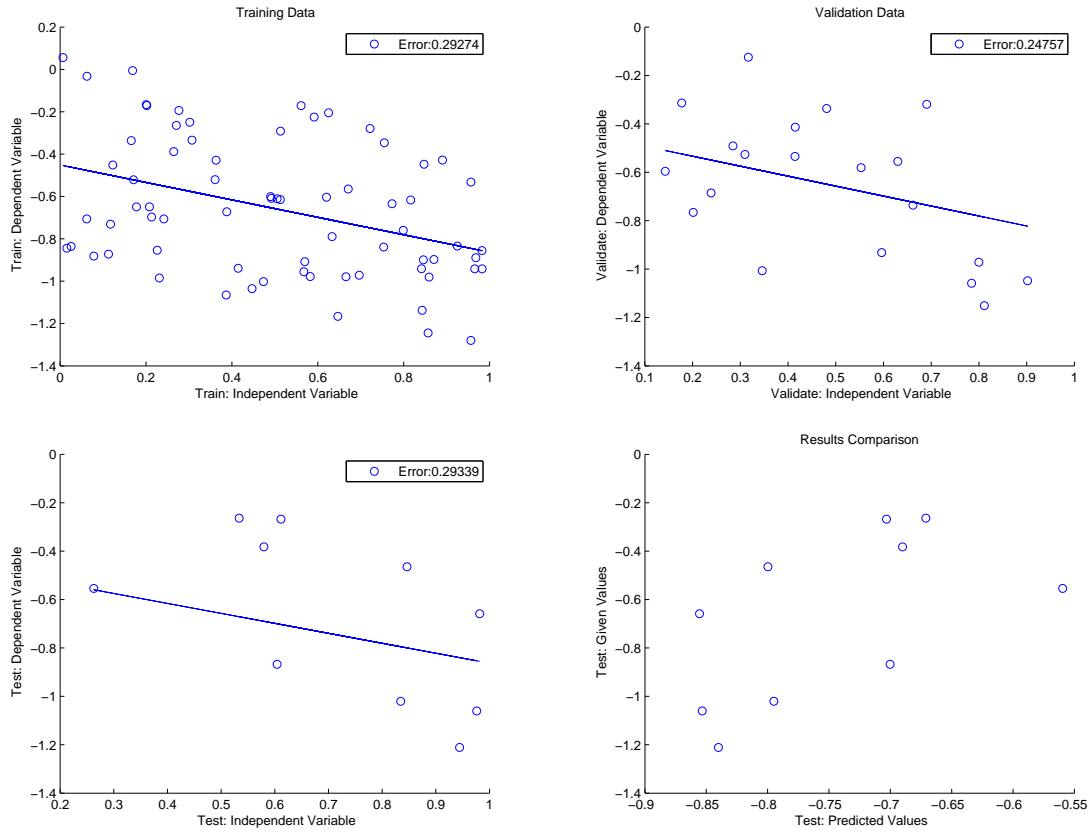 Training Data
Error:0.29274
0.2
0
−0.2
−0.4
−0.6
−0.8
−1
−1.2
−1.4
Train: Dependent Variable
0 0.2 0.4 0.6 0.8 1
Train: Independent Variable
Validation Data
Error:0.24757
0
−0.2
−0.4
−0.6
−0.8
−1
−1.2
−1.4
Validate: Dependent Variable
0.1 0.2 0.3 0.4 0.5 0.6 0.7 0.8 0.9 1
Validate: Independent Variable
Error:0.29339
0
−0.2
−0.4
−0.6
−0.8
−1
−1.2
−1.4
Test: Dependent Variable
0.2 0.3 0.4 0.5 0.6 0.7 0.8 0.9 1
Test: Independent Variable
Results Comparison
0
−0.2
−0.4
−0.6
−0.8
−1
−1.2
−1.4
Test: Given Values
−0.9 −0.85 −0.8 −0.75 −0.7 −0.65 −0.6 −0.55
Test: Predicted Values